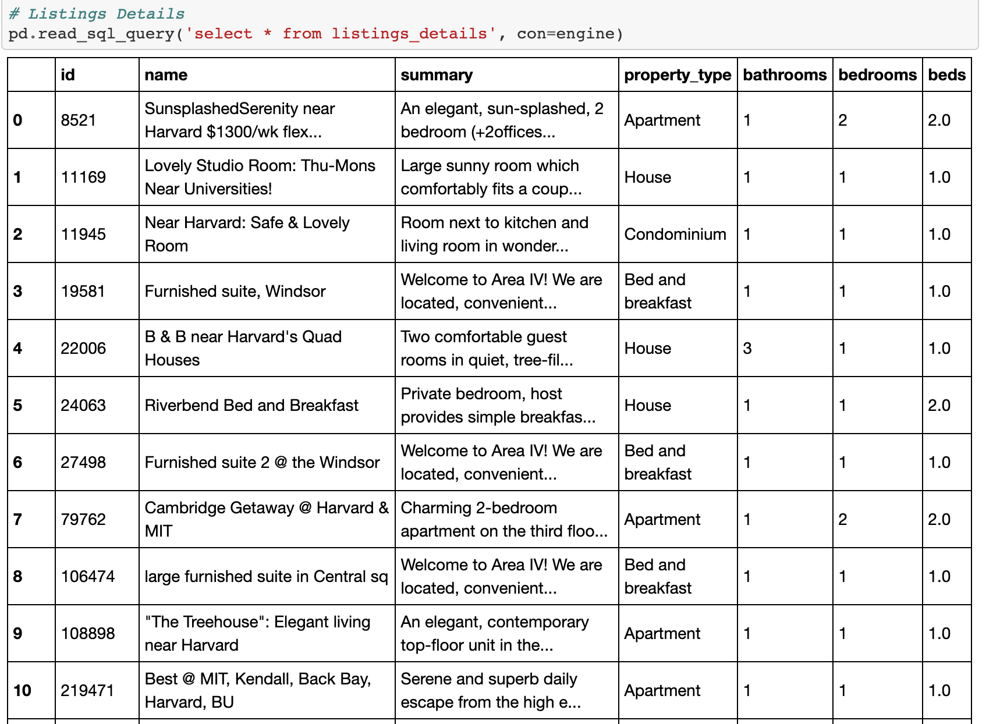 # Listings Details
pd.read_sql_query('select * from listings_details', con=engine)
id name summary property_type bathrooms bedrooms beds
0 8521 SunsplashedSerenity near Harvard $1300/wk flex... An elegant, sun-splashed, 2 bedroom (+2offices... Apartment 1 2 2.0
1 11169 Lovely Studio Room: Thu-Mons Near Universities! Large sunny room which comfortably fits a coup... House 1 1 1.0
2 11945 Near Harvard: Safe & Lovely Room Room next to kitchen and living room in wonder... Condominium 1 1 1.0
3 19581 Furnished suite, Windsor Welcome to Area IV! We are located, convenient... Bed and breakfast 1 1 1.0
4 22006 B & B near Harvard's Quad Houses Two comfortable guest rooms in quiet, tree-fil... House 3 1 1.0
5 24063 Riverbend Bed and Breakfast Private bedroom, host provides simple breakfas... House 1 1 2.0
6 27498 Furnished suite 2 @ the Windsor Welcome to Area IV! We are located, convenient... Bed and breakfast 1 1 1.0
7 79762 Cambridge Getaway @ Harvard & MIT Charming 2-bedroom apartment on the third floo... Apartment 1 2 2.0
8 106474 large furnished suite in Central sq Welcome to Area IV! We are located, convenient... Bed and breakfast 1 1 1.0
9 108898 "The Treehouse": Elegant living near Harvard An elegant, contemporary top-floor unit in the... Apartment 1 1 1.0
10 219471 Best @ MIT, Kendall, Back Bay, Harvard, BU Serene and superb daily escape from the high e... Apartment 1 1 1.0